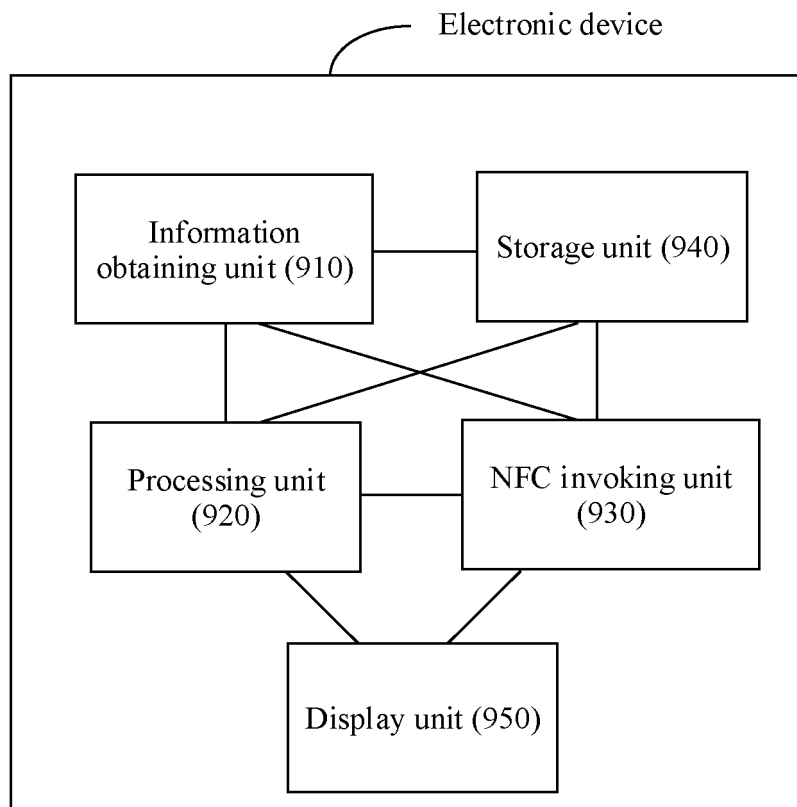 Electronic device
Information
obtaining unit (910)
Storage unit (940)
Processing unit
(920)
NFC invoking unit
(930)
Display unit (950)